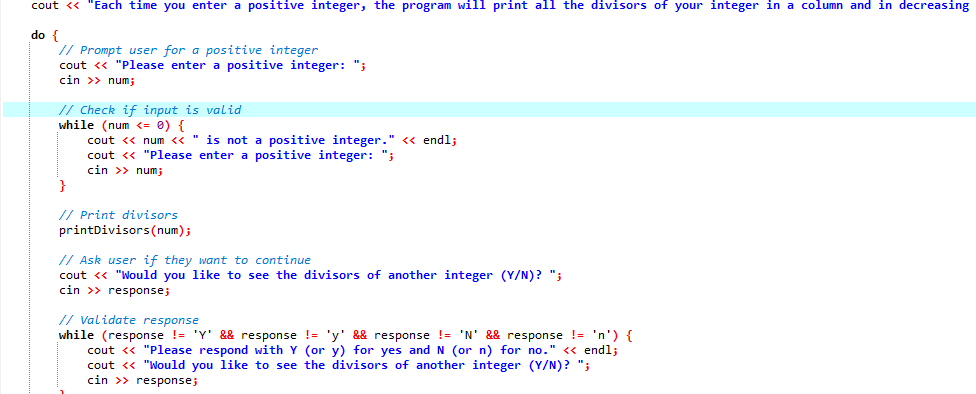 cout << "Each time you enter a positive integer, the program will print all the divisors of your integer in a column and in decreasing
do {
// Prompt user for a positive integer
cout << "Please enter a positive integer: ";
cin >> num;
// Check if input is valid
while (num <= 0) {
cout << num << " is not a positive integer." << endl;
cout << "Please enter a positive integer: ";
cin >> num;
}
// Print divisors
printDivisors(num);
// Ask user if they want to continue
cout << "Would you like to see the divisors of another integer (Y/N)? ";
cin >> response;
// Validate response
while (response != 'Y' && response != 'y' && response != 'N' && response != 'n') {
cout << "Please respond with Y (or y) for yes and N (or n) for no." << endl;
cout << "Would you like to see the divisors of another integer (Y/N)? ";
cin >> response;
}